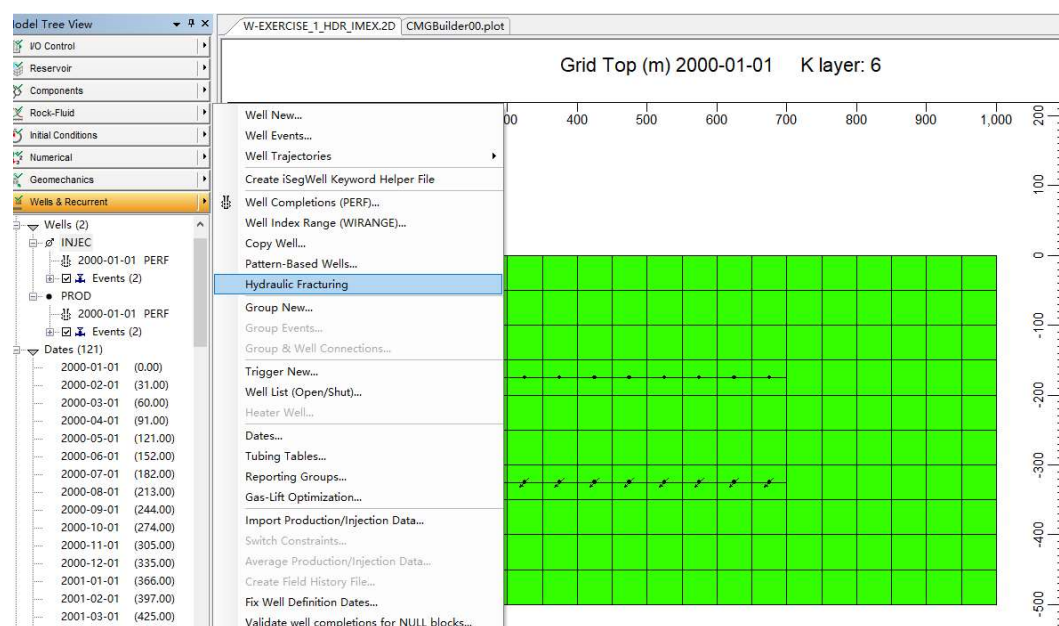 Model Tree View
W-EXERCISE_1_HDR_IMEX.2D
CMGBuilder00.plot
I/O Control
Reservoir
Components
Rock-Fluid
Initial Conditions
Numerical
Geomechanics
Wells & Recurrent
Wells (2)
INJEC
2000-01-01 PERF
Events (2)
PROD
2000-01-01 PERF
Events (2)
Dates (121)
2000-01-01 (0.00)
2000-02-01 (31.00)
2000-03-01 (60.00)
2000-04-01 (91.00)
2000-05-01 (121.00)
2000-06-01 (152.00)
2000-07-01 (182.00)
2000-08-01 (213.00)
2000-09-01 (244.00)
2000-10-01 (274.00)
2000-11-01 (305.00)
2000-12-01 (335.00)
2001-01-01 (366.00)
2001-02-01 (397.00)
2001-03-01 (425.00)
Well New...
Well Events...
Well Trajectories
Create iSegWell Keyword Helper File
Well Completions (PERF)...
Well Index Range (WIRANGE)...
Copy Well...
Pattern-Based Wells...
Hydraulic Fracturing
Group New...
Group Events...
Group & Well Connections...
Trigger New...
Well List (Open/Shut)...
Heater Well...
Dates...
Tubing Tables...
Reporting Groups...
Gas-Lift Optimization...
Import Production/Injection Data...
Switch Constraints...
Average Production/Injection Data...
Create Field History File...
Fix Well Definition Dates...
Validate well completions for NULL blocks...
Grid Top (m) 2000-01-01 K layer: 6
00 400 500 600 700 800 900 1,000
200
100
0
-100
-200
-300
-400
-500